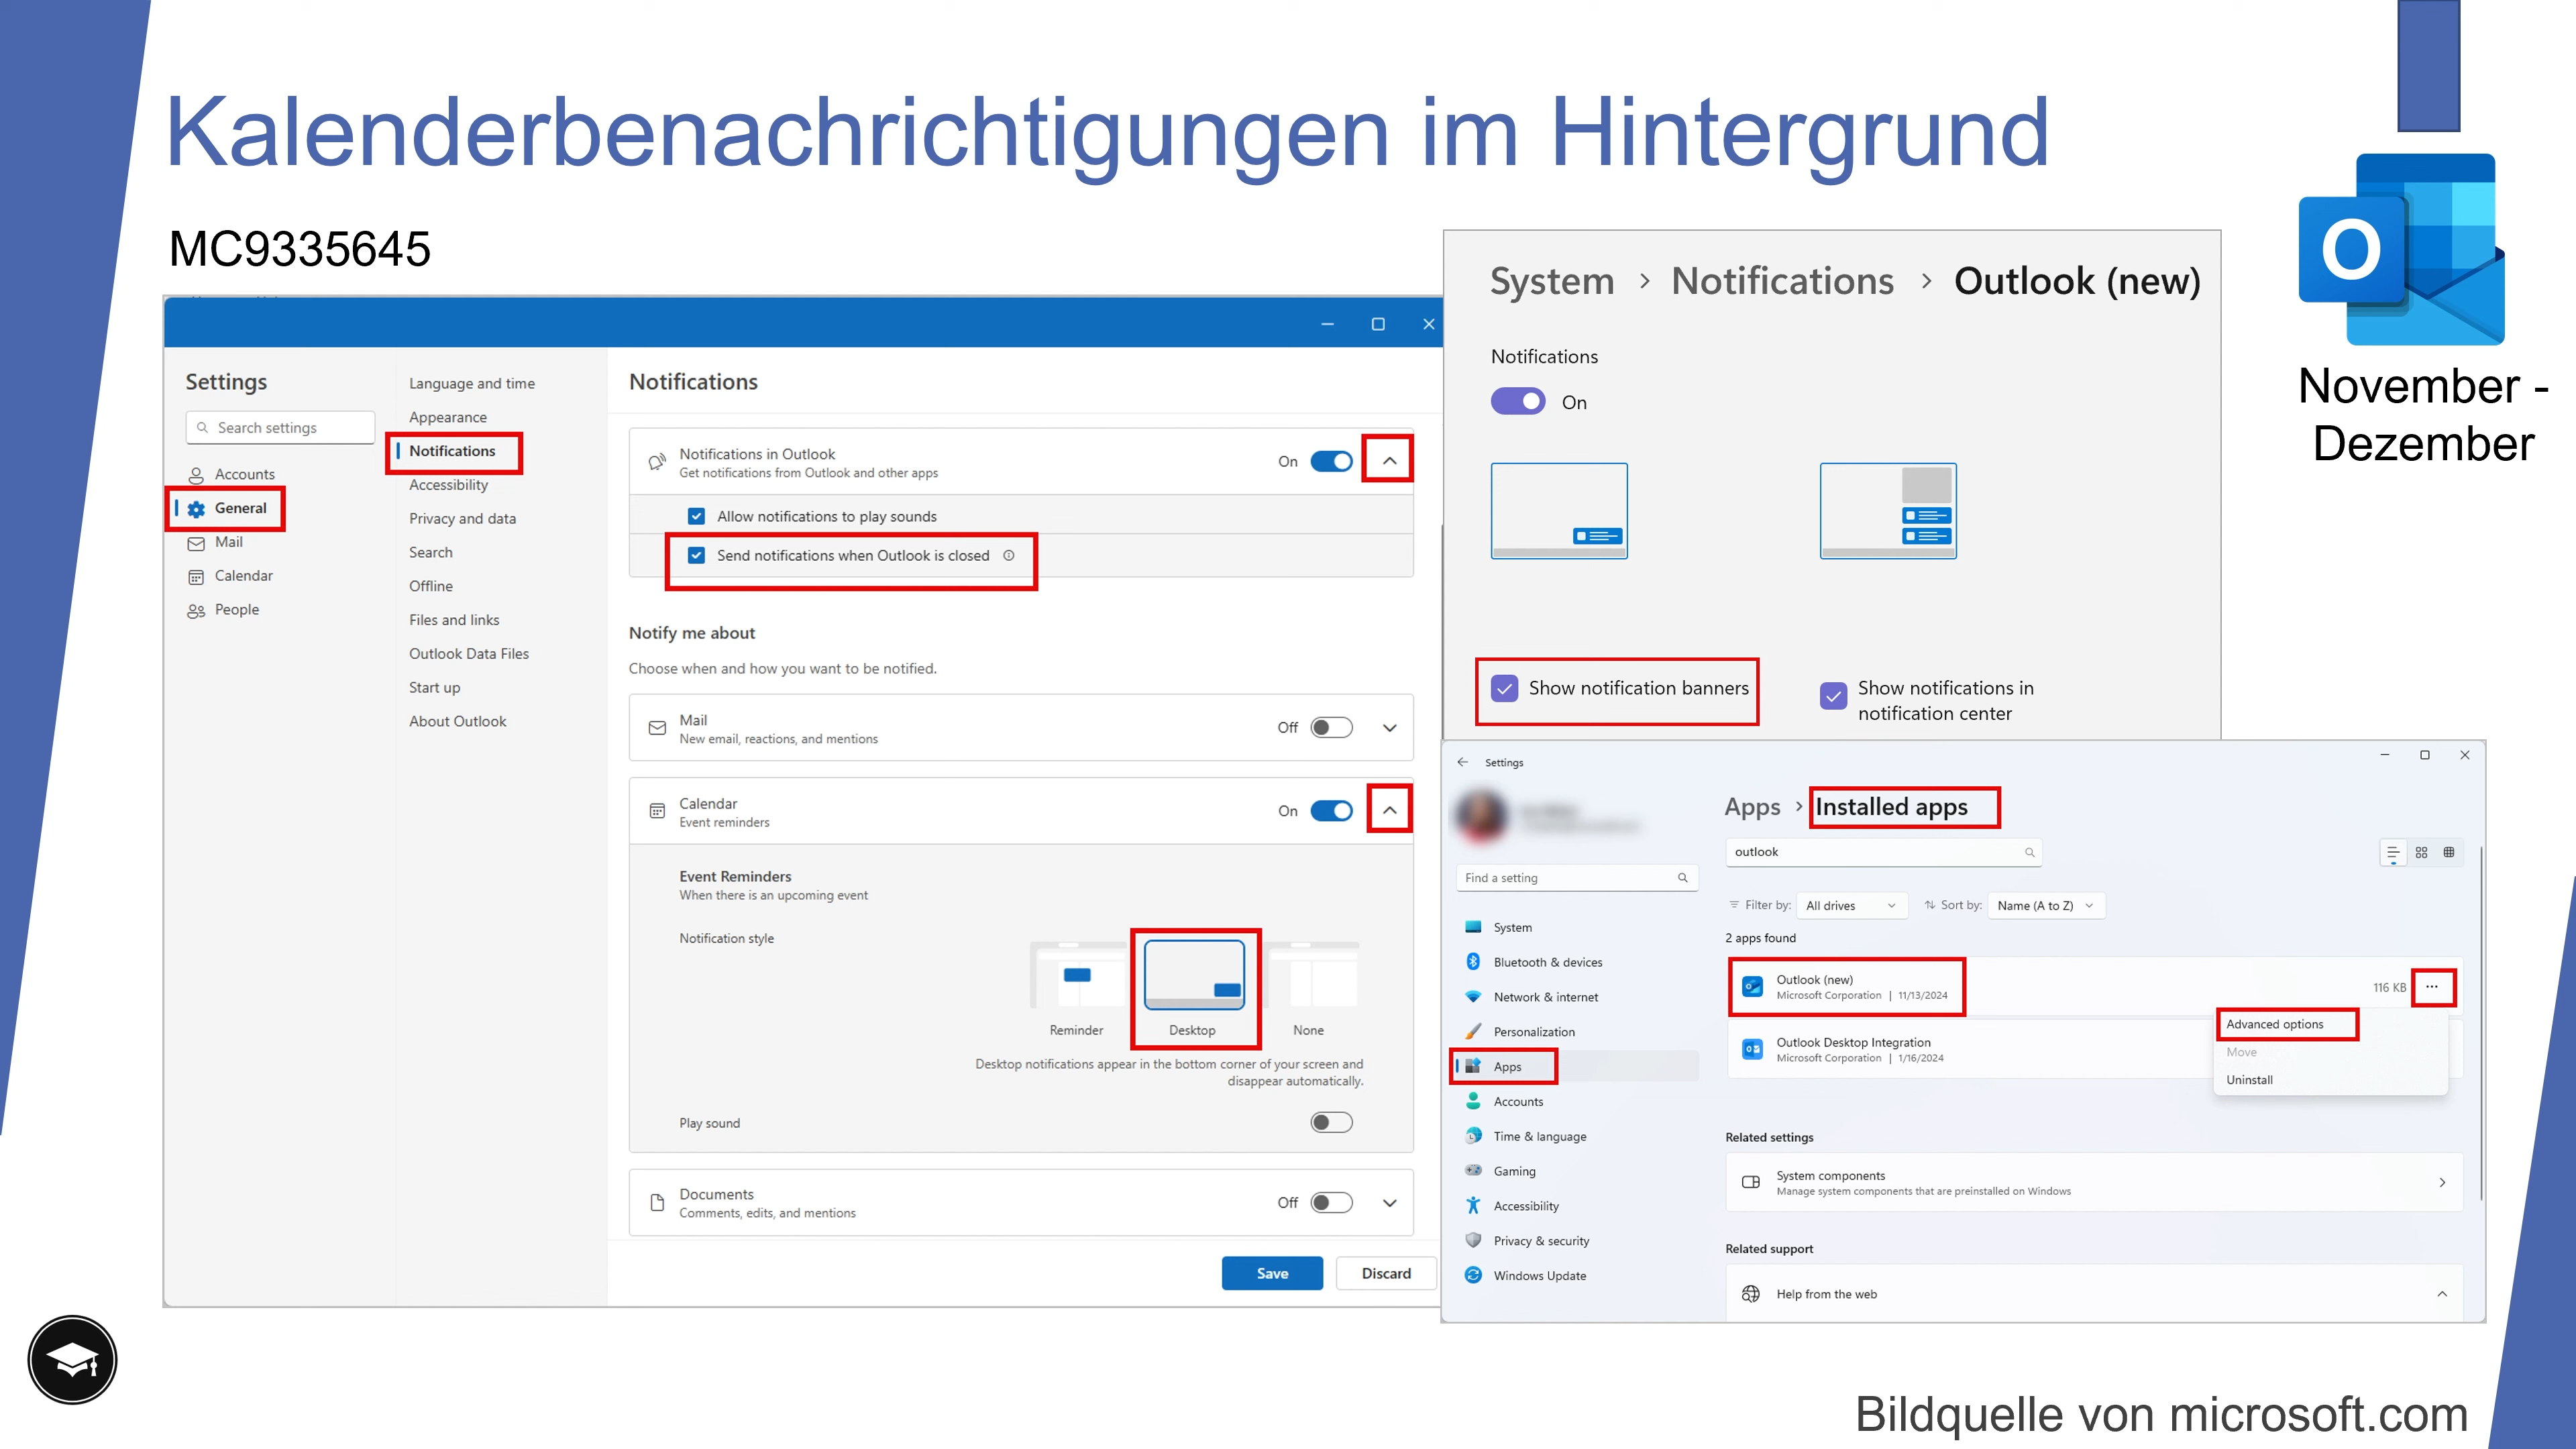 Kalenderbenachrichtigungen im Hintergrund
MC9335645
November -
Dezember
Settings
Search settings
Accounts
General
Mail
Calendar
People
Language and time
Appearance
Notifications
Accessibility
Privacy and data
Search
Offline
Files and links
Outlook Data Files
Start up
About Outlook
Notifications
Notifications in Outlook
Get notifications from Outlook and other apps
On
Allow notifications to play sounds
Send notifications when Outlook is closed
Notify me about
Choose when and how you want to be notified.
Mail
New email, reactions, and mentions
Off
Calendar
Event reminders
On
Event Reminders
When there is an upcoming event
Notification style
Reminder
Desktop
None
Desktop notifications appear in the bottom corner of your screen and
disappear automatically.
Play sound
Documents
Comments, edits, and mentions
Off
Save
Discard
System > Notifications > Outlook (new)
Notifications
On
Show notification banners
Show notifications in
notification center
Settings
Find a setting
System
Bluetooth & devices
Network & internet
Personalization
Apps
Accounts
Time & language
Gaming
Accessibility
Privacy & security
Windows Update
Apps > Installed apps
outlook
Filter by: All drives
Sort by: Name (A to Z)
2 apps found
Outlook (new)
Microsoft Corporation | 11/13/2024
116 KB
...
Advanced options
Move
Uninstall
Outlook Desktop Integration
Microsoft Corporation | 1/16/2024
Related settings
System components
Manage system components that are preinstalled on Windows
Related support
Help from the web
Bildquelle von microsoft.com